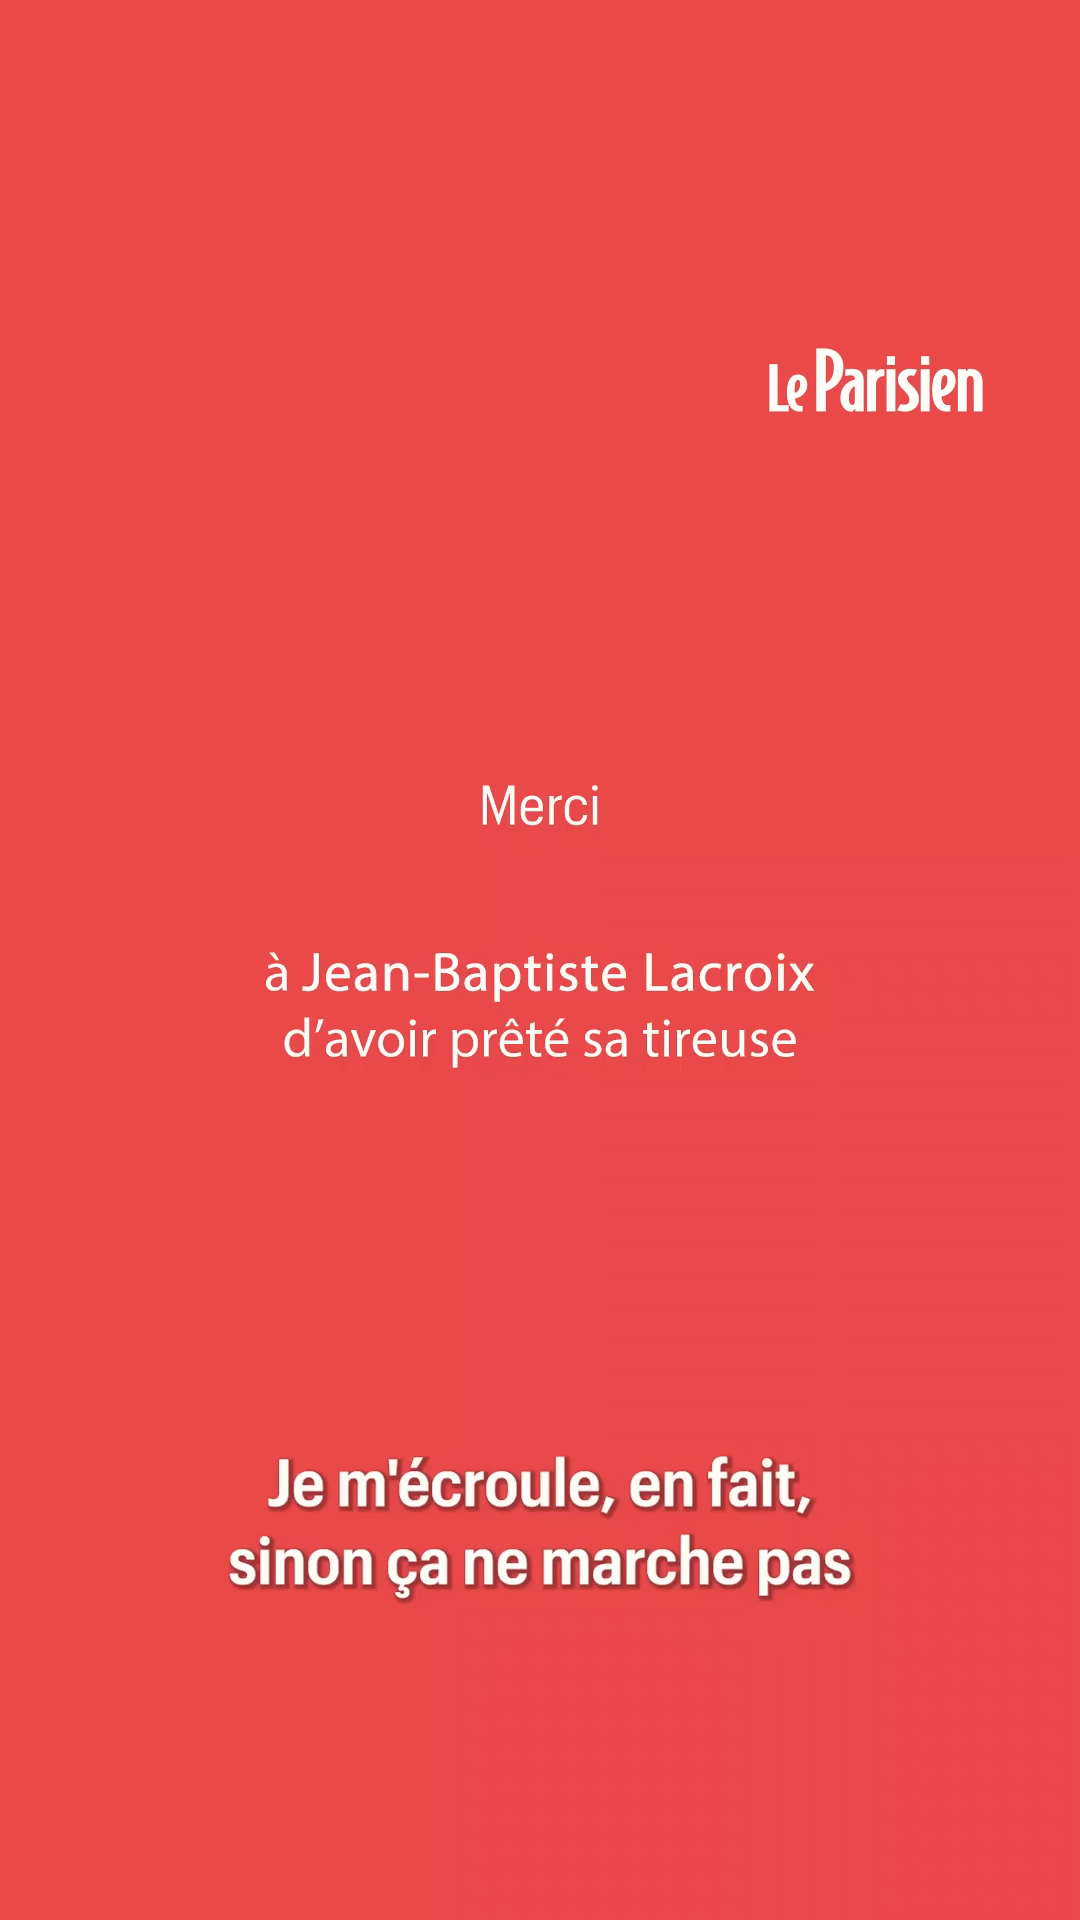 Le Parisien
Merci
à Jean-Baptiste Lacroix
d’avoir prêté sa tireuse
Je m'écroule, en fait,
sinon ça ne marche pas